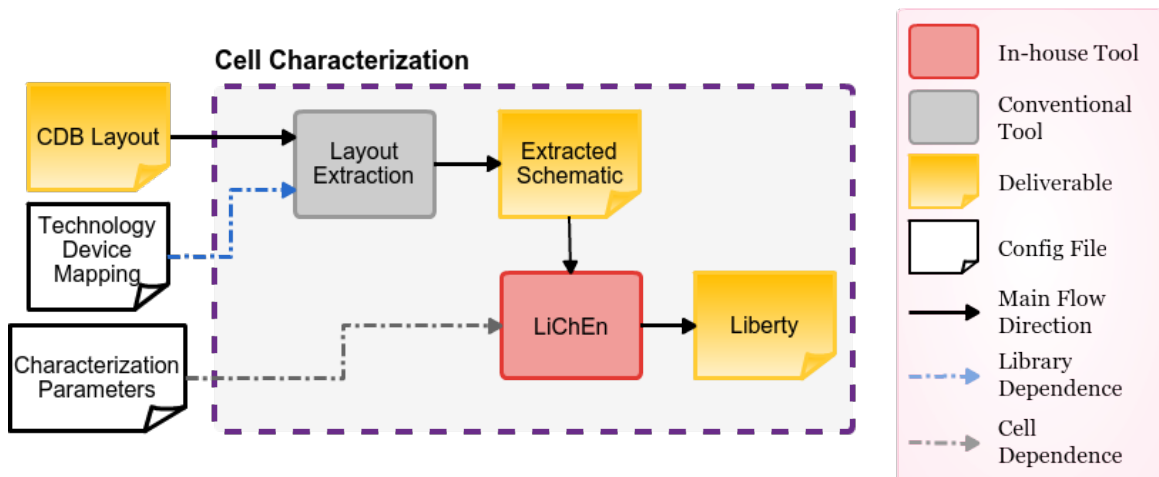 Cell Characterization
CDB Layout
Layout
Extraction
Extracted
Schematic
Technology
Device
Mapping
LiChEn
Liberty
Characterization
Parameters
In-house Tool
Conventional
Tool
Deliverable
Config File
Main Flow
Direction
Library
Dependence
Cell
Dependence